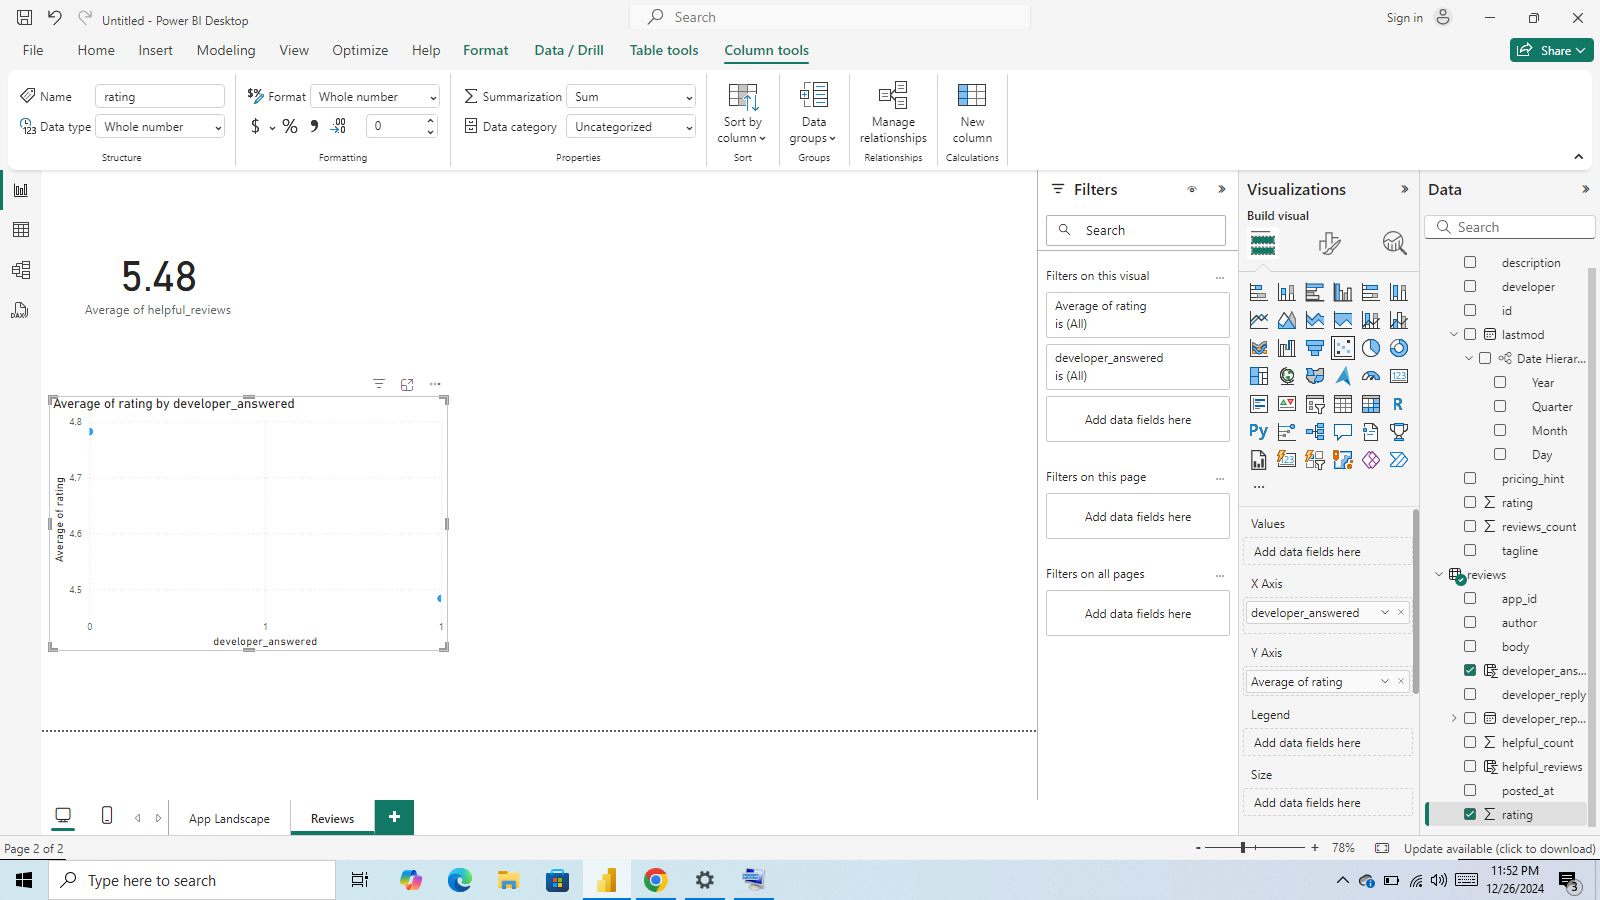 Untitled - Power BI Desktop
Search
Sign in
File
Home
Insert
Modeling
View
Optimize
Help
Format
Data / Drill
Table tools
Column tools
Share
Name
rating
Data type
Whole number
Structure
Format
Whole number
$
%
0
Formatting
Summarization
Sum
Data category
Uncategorized
Properties
Sort by
column
Sort
Data
groups
Groups
Manage
relationships
Relationships
New
column
Calculations
5.48
Average of helpful_reviews
Average of rating by developer_answered
4.8
4.7
4.6
4.5
Average of rating
0
1
1
developer_answered
Filters
Search
Filters on this visual
...
Average of rating
is (All)
developer_answered
is (All)
Add data fields here
Filters on this page
...
Add data fields here
Filters on all pages
...
Add data fields here
Visualizations
Build visual
123
R
Py
123
...
Values
Add data fields here
X Axis
developer_answered
Y Axis
Average of rating
Legend
Add data fields here
Size
Add data fields here
Data
Search
description
developer
id
lastmod
Date Hierar...
Year
Quarter
Month
Day
pricing_hint
rating
reviews_count
tagline
reviews
app_id
author
body
developer_ans...
developer_reply
developer_rep...
helpful_count
helpful_reviews
posted_at
rating
App Landscape
Reviews
+
Page 2 of 2
-
+
78%
Update available (click to download)
Type here to search
11:52 PM
12/26/2024
3